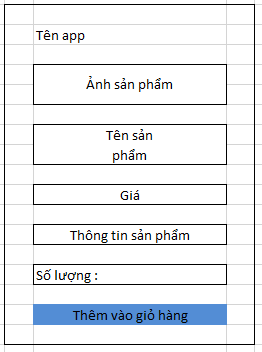 Tên app
Ảnh sản phẩm
Tên sản
phẩm
Giá
Thông tin sản phẩm
Số lượng :
Thêm vào giỏ hàng